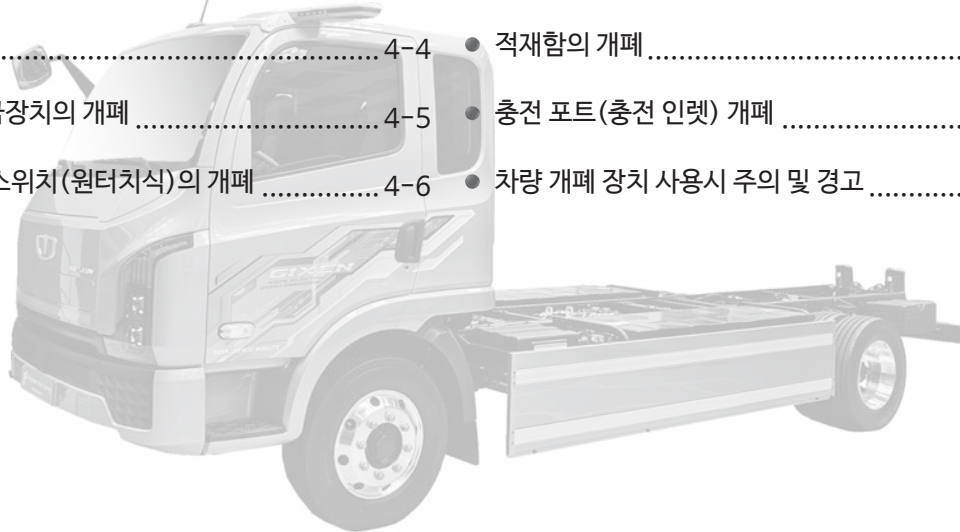 4-4
장치의 개폐 4-5
스위치(원터치식)의 개폐 4-6
● 적재함의 개폐
● 충전 포트(충전 인렛) 개폐
● 차량 개폐 장치 사용시 주의 및 경고
GIXEN